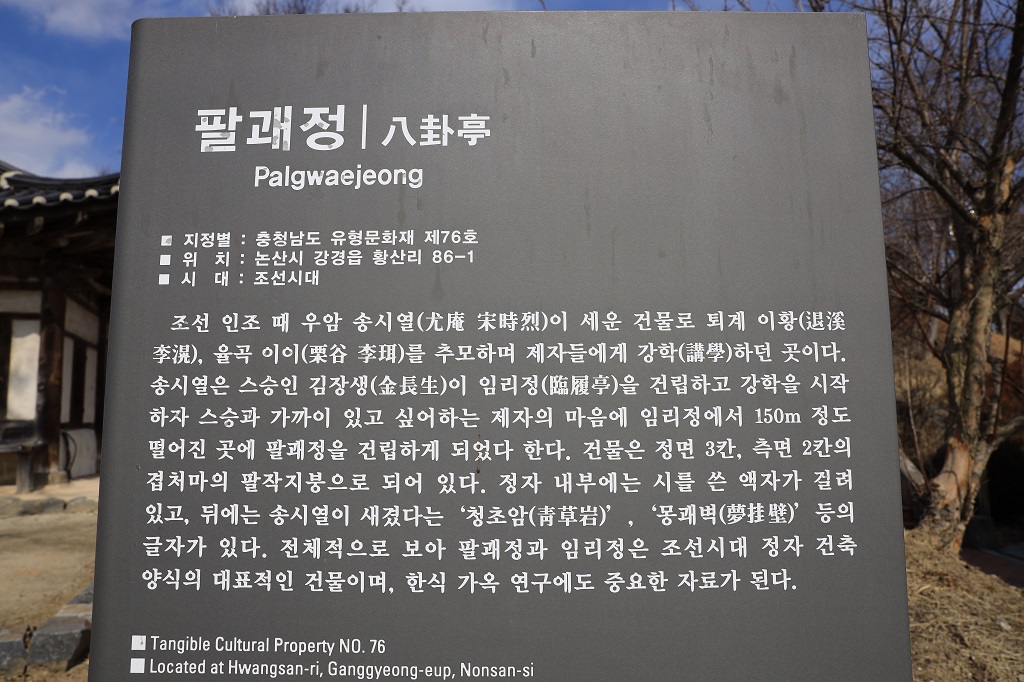 팔괘정 | 八卦亭
Palgwaejeong
■ 지정별 : 충청남도 유형문화재 제76호
■ 위 치 : 논산시 강경읍 황산리 86-1
■ 시 대 : 조선시대
조선 인조 때 우암 송시열(尤庵 宋時烈)이 세운 건물로 퇴계 이황(退溪
李滉), 율곡 이이(栗谷 李珥)를 추모하며 제자들에게 강학(講學)하던 곳이다.
송시열은 스승인 김장생(金長生)이 임리정(臨履亭)을 건립하고 강학을 시작
하자 스승과 가까이 있고 싶어하는 제자의 마음에 임리정에서 150m 정도
떨어진 곳에 팔괘정을 건립하게 되었다 한다. 건물은 정면 3칸, 측면 2칸의
겹처마의 팔작지붕으로 되어 있다. 정자 내부에는 시를 쓴 액자가 걸려
있고, 뒤에는 송시열이 새겼다는 ‘청초암(靑草岩)’, ‘몽괘벽(夢挂壁)’ 등의
글자가 있다. 전체적으로 보아 팔괘정과 임리정은 조선시대 정자 건축
양식의 대표적인 건물이며, 한식 가옥 연구에도 중요한 자료가 된다.
■ Tangible Cultural Property NO. 76
■ Located at Hwangsan-ri, Ganggyeong-eup, Nonsan-si